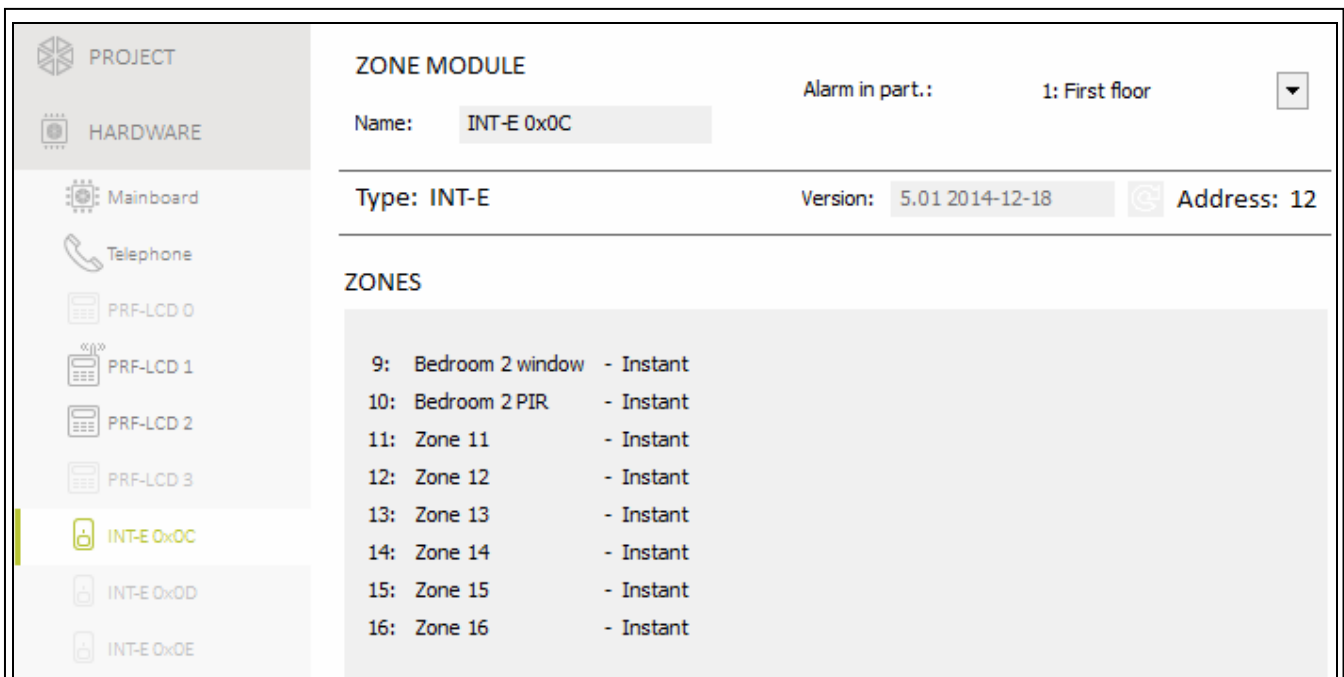 PROJECT
HARDWARE
Mainboard
Telephone
PRF-LCD 0
PRF-LCD 1
PRF-LCD 2
PRF-LCD 3
INT-E 0x0C
INT-E 0x0D
INT-E 0x0E
ZONE MODULE
Alarm in part.: 1: First floor
Name: INT-E 0x0C
Type: INT-E Version: 5.01 2014-12-18 Address: 12
ZONES
9: Bedroom 2 window - Instant
10: Bedroom 2 PIR - Instant
11: Zone 11 - Instant
12: Zone 12 - Instant
13: Zone 13 - Instant
14: Zone 14 - Instant
15: Zone 15 - Instant
16: Zone 16 - Instant